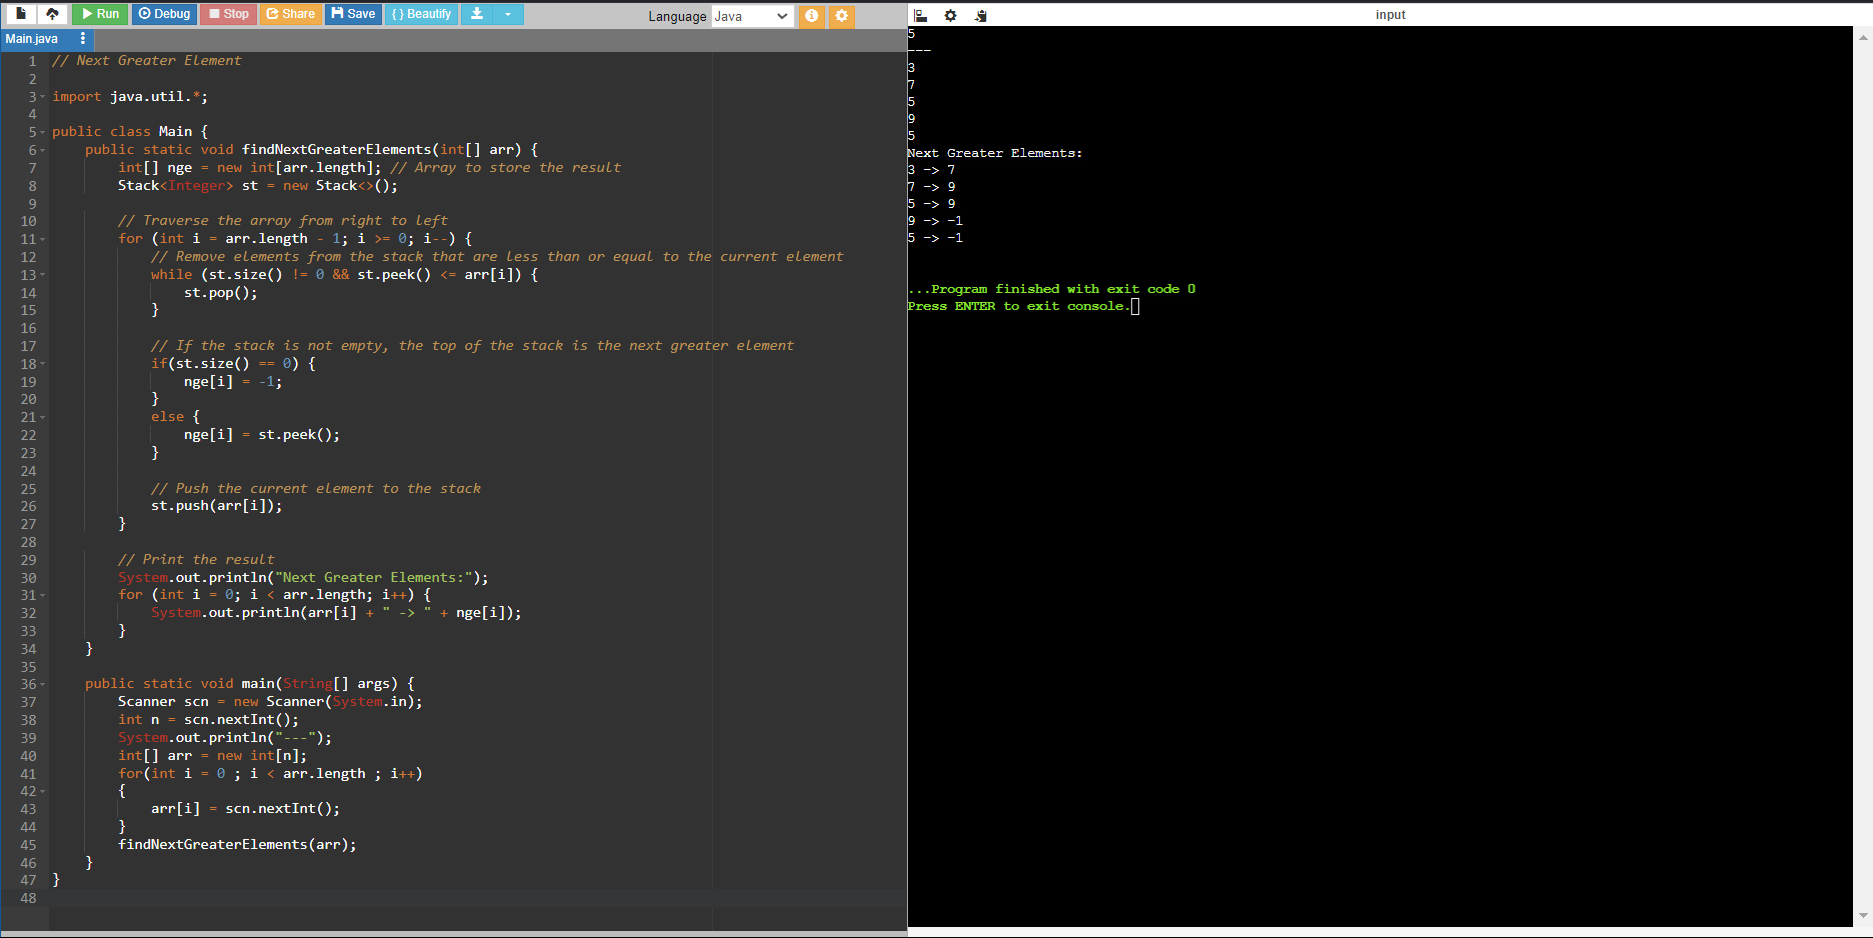 Run Debug Stop Share Save { } Beautify
Language Java
Main.java
1 // Next Greater Element
2
3 import java.util.*;
4
5 public class Main {
6     public static void findNextGreaterElements(int[] arr) {
7         int[] nge = new int[arr.length]; // Array to store the result
8         Stack<Integer> st = new Stack<>();
9
10         // Traverse the array from right to left
11         for (int i = arr.length - 1; i >= 0; i--) {
12             // Remove elements from the stack that are less than or equal to the current element
13             while (st.size() != 0 && st.peek() <= arr[i]) {
14                 st.pop();
15             }
16
17             // If the stack is not empty, the top of the stack is the next greater element
18             if(st.size() == 0) {
19                 nge[i] = -1;
20             }
21             else {
22                 nge[i] = st.peek();
23             }
24
25             // Push the current element to the stack
26             st.push(arr[i]);
27         }
28
29         // Print the result
30         System.out.println("Next Greater Elements:");
31         for (int i = 0; i < arr.length; i++) {
32             System.out.println(arr[i] + " -> " + nge[i]);
33         }
34     }
35
36     public static void main(String[] args) {
37         Scanner scn = new Scanner(System.in);
38         int n = scn.nextInt();
39         System.out.println("---");
40         int[] arr = new int[n];
41         for(int i = 0 ; i < arr.length ; i++)
42         {
43             arr[i] = scn.nextInt();
44         }
45         findNextGreaterElements(arr);
46     }
47 }
48
input
5
---
3
7
5
9
5
Next Greater Elements:
3 -> 7
7 -> 9
5 -> 9
9 -> -1
5 -> -1
...Program finished with exit code 0
Press ENTER to exit console.